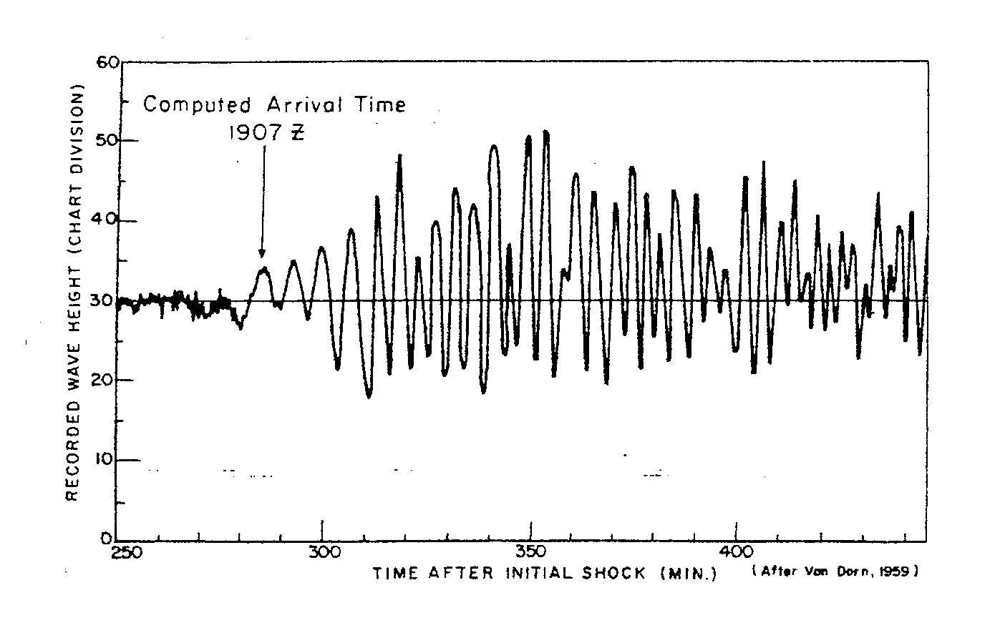 60
Computed Arrival Time
1907 Z
50
40
30
20
10
0
RECORDED WAVE HEIGHT (CHART DIVISION)
250 300 350 400
TIME AFTER INITIAL SHOCK (MIN.) (After Van Dorn, 1959)